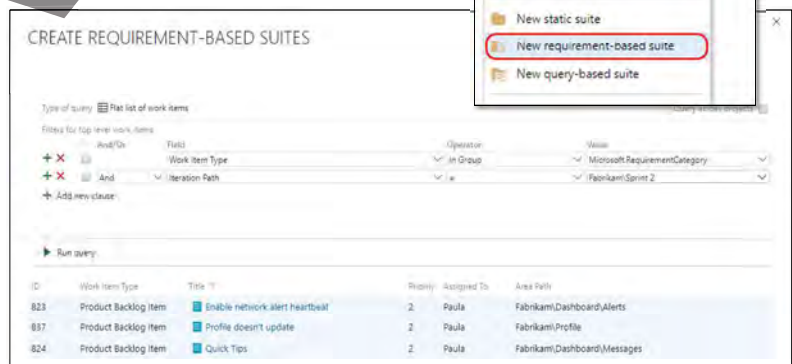 New static suite
New requirement-based suite
New query-based suite
CREATE REQUIREMENT-BASED SUITES
Type of query Flat list of work items
Query across projects
Filters for top level work items
And/Or Field Operator Value
Work Item Type In Group Microsoft.RequirementCategory
And Iteration Path = Fabrikam\Sprint 2
Add new clause
Run query
ID Work Item Type Title Priority Assigned To Area Path
823 Product Backlog Item Enable network alert heartbeat 2 Paula Fabrikam\Dashboard\Alerts
837 Product Backlog Item Profile doesn't update 2 Paula Fabrikam\Profile
824 Product Backlog Item Quick Tips 2 Paula Fabrikam\Dashboard\Messages